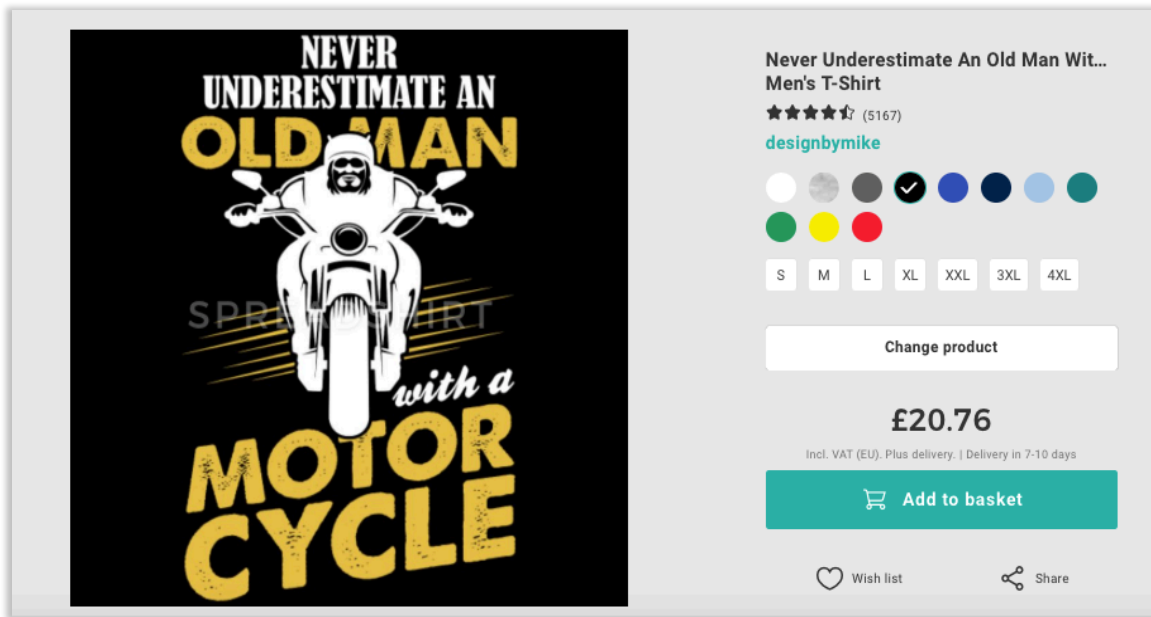 NEVER
UNDERESTIMATE AN
OLD MAN
SPREADSHIRT
with a
MOTOR
CYCLE
Never Underestimate An Old Man Wit...
Men's T-Shirt
(5167)
designbymike
S M L XL XXL 3XL 4XL
Change product
£20.76
Incl. VAT (EU). Plus delivery. | Delivery in 7-10 days
Add to basket
Wish list Share